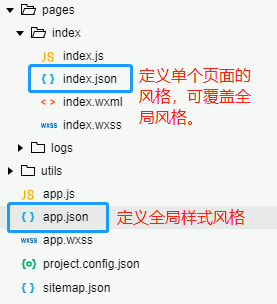 pages
index
JS index.js
{ } index.json
定义单个页面的
风格，可覆盖全
局风格。
< > index.wxml
wxss index.wxss
logs
utils
JS app.js
{ } app.json
定义全局样式风格
wxss app.wxss
{o} project.config.json
{ } sitemap.json